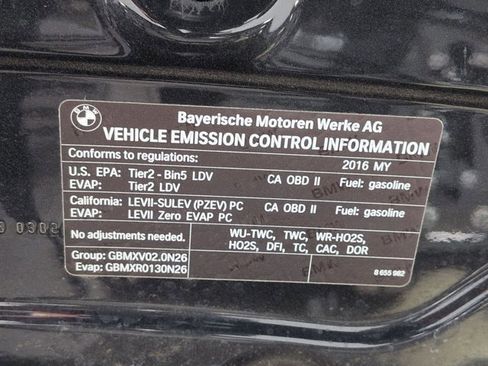 BMW
Bayerische Motoren Werke AG
VEHICLE EMISSION CONTROL INFORMATION
Conforms to regulations: 2016 MY
U.S. EPA: Tier2 - Bin5 LDV CA OBD II Fuel: gasoline
EVAP: Tier2 LDV
California: LEVII-SULEV (PZEV) PC CA OBD II Fuel: gasoline
EVAP: LEVII Zero EVAP PC
No adjustments needed. WU-TWC, TWC, WR-HO2S,
HO2S, DFI, TC, CAC, DOR
Group: GBMXV02.0N26
Evap: GBMXR0130N26
8 655 982